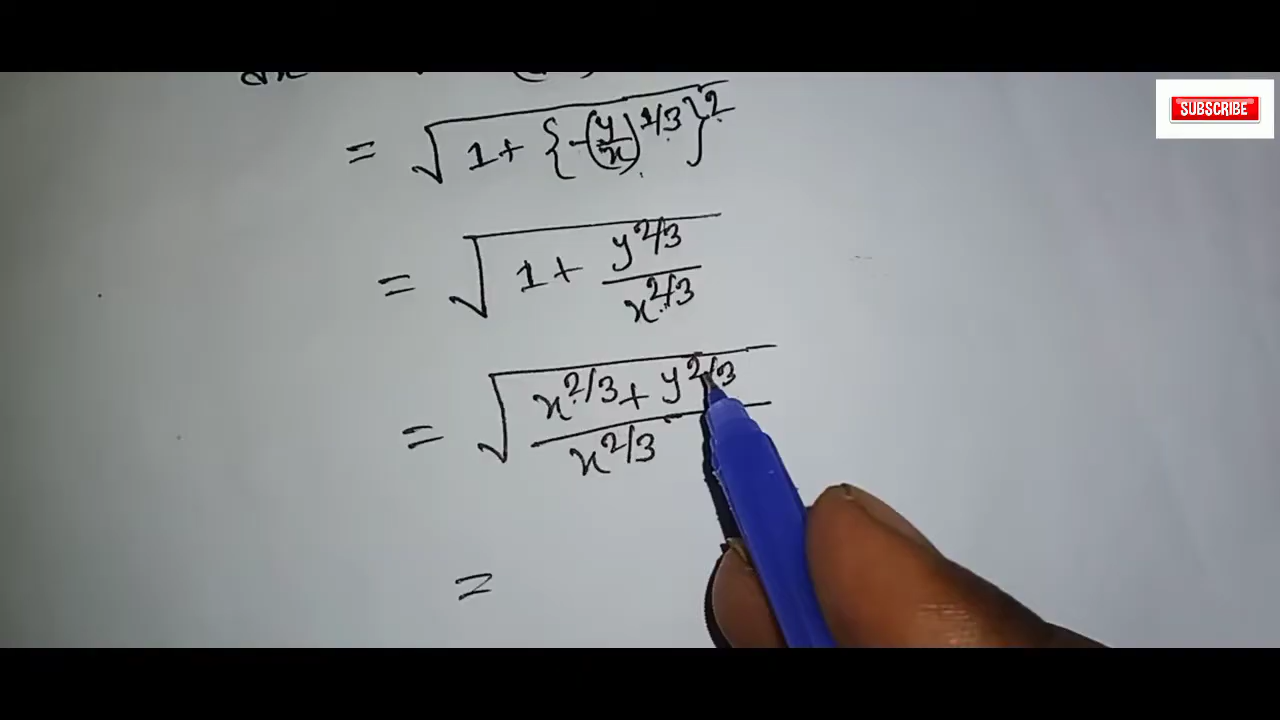 = √(1 + {-(y/x)^1/3}^2)
SUBSCRIBE
= √(1 + y^2/3 / x^2/3)
= √((x^2/3 + y^2/3) / x^2/3)
=